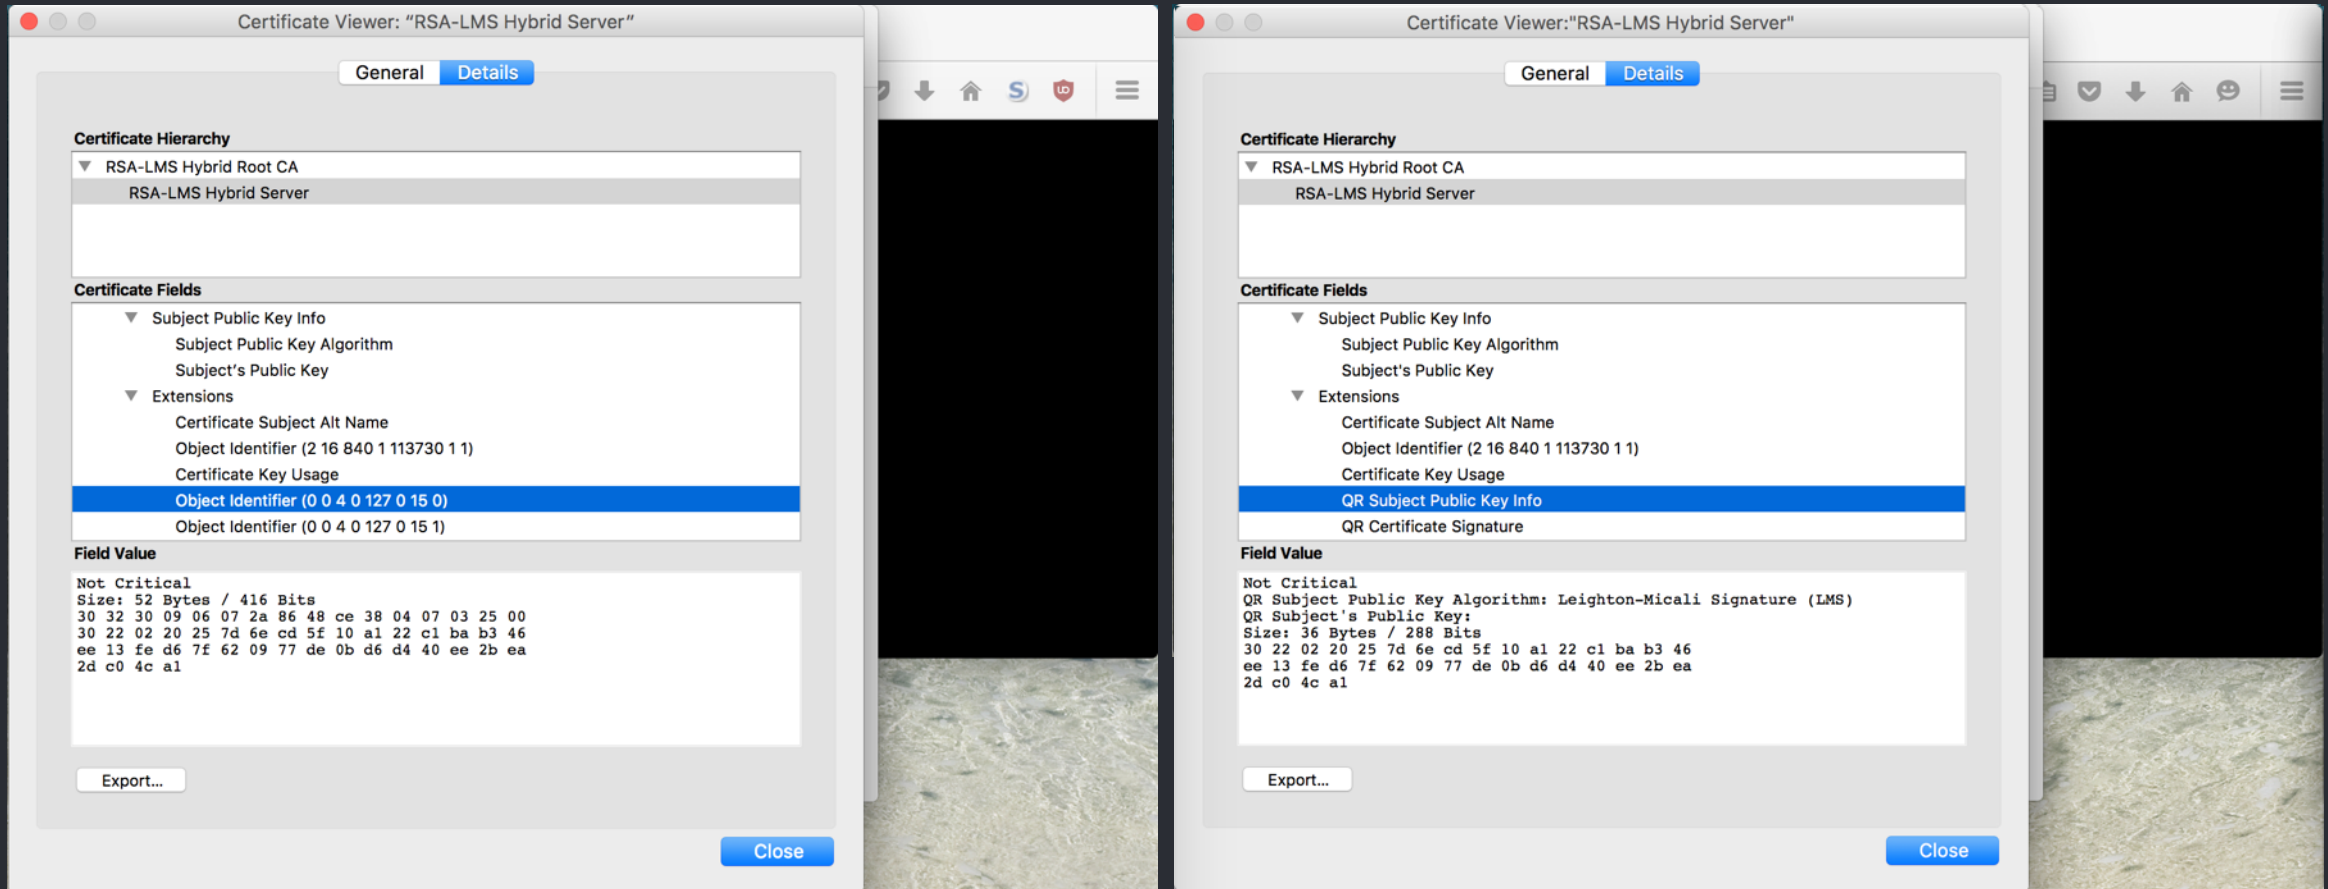 Certificate Viewer: “RSA-LMS Hybrid Server”
General Details
Certificate Hierarchy
RSA-LMS Hybrid Root CA
RSA-LMS Hybrid Server
Certificate Fields
Subject Public Key Info
Subject Public Key Algorithm
Subject’s Public Key
Extensions
Certificate Subject Alt Name
Object Identifier (2 16 840 1 113730 1 1)
Certificate Key Usage
Object Identifier (0 0 4 0 127 0 15 0)
Object Identifier (0 0 4 0 127 0 15 1)
Field Value
Not Critical
Size: 52 Bytes / 416 Bits
30 32 30 09 06 07 2a 86 48 ce 38 04 07 03 25 00
30 22 02 20 25 7d 6e cd 5f 10 a1 22 c1 ba b3 46
ee 13 fe d6 7f 62 09 77 de 0b d6 d4 40 ee 2b ea
2d c0 4c a1
Export...
Close
S
Certificate Viewer:"RSA-LMS Hybrid Server"
General Details
Certificate Hierarchy
RSA-LMS Hybrid Root CA
RSA-LMS Hybrid Server
Certificate Fields
Subject Public Key Info
Subject Public Key Algorithm
Subject's Public Key
Extensions
Certificate Subject Alt Name
Object Identifier (2 16 840 1 113730 1 1)
Certificate Key Usage
QR Subject Public Key Info
QR Certificate Signature
Field Value
Not Critical
QR Subject Public Key Algorithm: Leighton-Micali Signature (LMS)
QR Subject's Public Key:
Size: 36 Bytes / 288 Bits
30 22 02 20 25 7d 6e cd 5f 10 a1 22 c1 ba b3 46
ee 13 fe d6 7f 62 09 77 de 0b d6 d4 40 ee 2b ea
2d c0 4c a1
Export...
Close